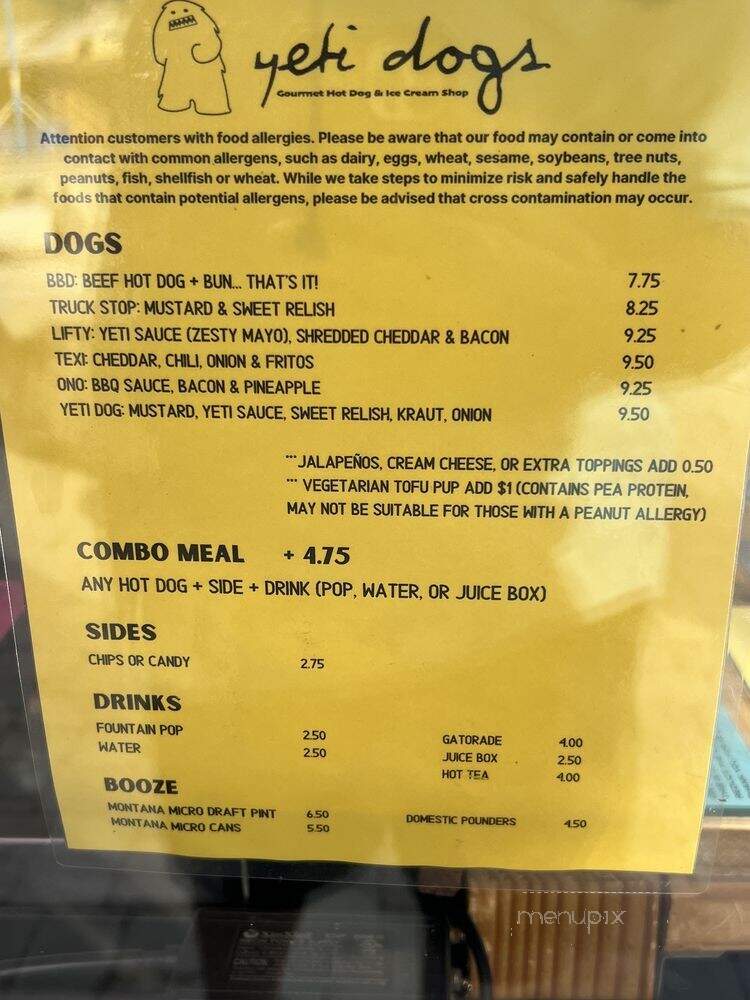 yeti dogs
Gourmet Hot Dog & Ice Cream Shop
Attention customers with food allergies. Please be aware that our food may contain or come into
contact with common allergens, such as dairy, eggs, wheat, sesame, soybeans, tree nuts,
peanuts, fish, shellfish or wheat. While we take steps to minimize risk and safely handle the
foods that contain potential allergens, please be advised that cross contamination may occur.
DOGS
BBD: BEEF HOT DOG + BUN... THAT'S IT! 7.75
TRUCK STOP: MUSTARD & SWEET RELISH 8.25
LIFTY: YETI SAUCE (ZESTY MAYO), SHREDDED CHEDDAR & BACON 9.25
TEXI: CHEDDAR, CHILI, ONION & FRITOS 9.50
ONO: BBQ SAUCE, BACON & PINEAPPLE 9.25
YETI DOG: MUSTARD, YETI SAUCE, SWEET RELISH, KRAUT, ONION 9.50
***JALAPEÑOS, CREAM CHEESE, OR EXTRA TOPPINGS ADD 0.50
*** VEGETARIAN TOFU PUP ADD $1 (CONTAINS PEA PROTEIN,
MAY NOT BE SUITABLE FOR THOSE WITH A PEANUT ALLERGY)
COMBO MEAL + 4.75
ANY HOT DOG + SIDE + DRINK (POP, WATER, OR JUICE BOX)
SIDES
CHIPS OR CANDY 2.75
DRINKS
FOUNTAIN POP 2.50
WATER 2.50
GATORADE 4.00
JUICE BOX 2.50
HOT TEA 4.00
BOOZE
MONTANA MICRO DRAFT PINT 6.50
MONTANA MICRO CANS 5.50
DOMESTIC POUNDERS 4.50
menupix